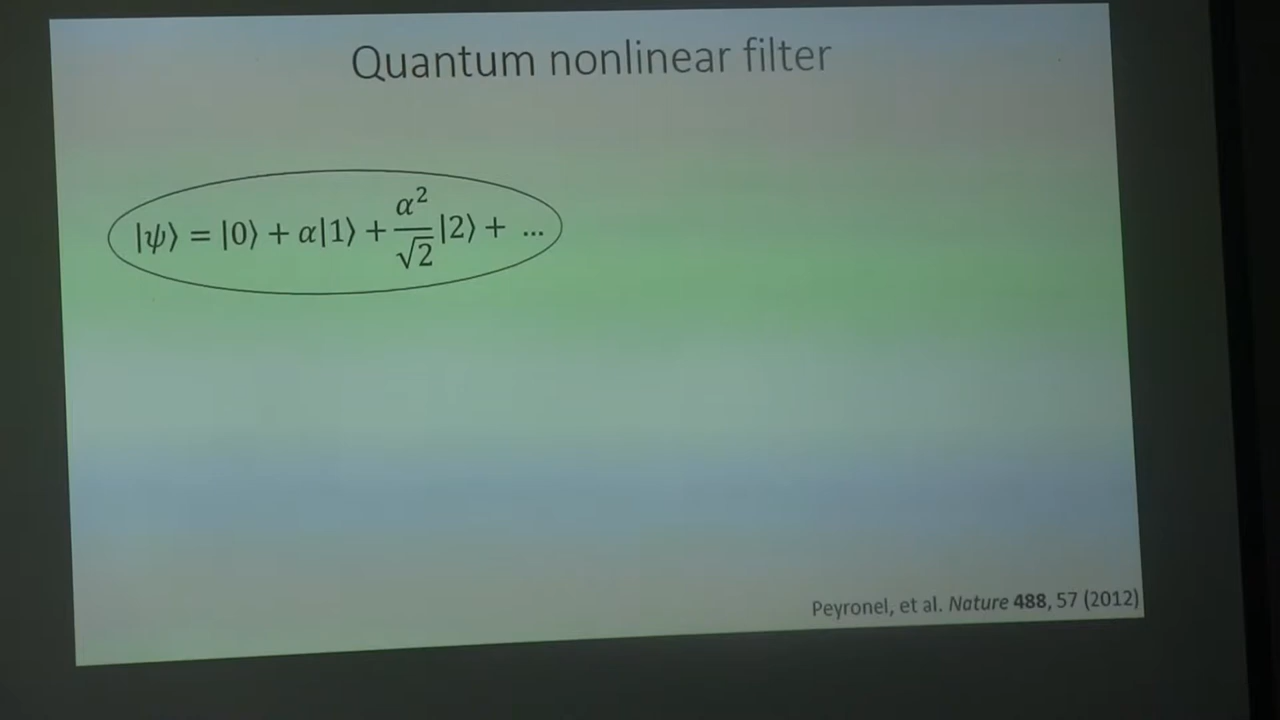 Quantum nonlinear filter
|ψ⟩ = |0⟩ + α|1⟩ + α²/√2 |2⟩ + ...
Peyronel, et al. Nature 488, 57 (2012)